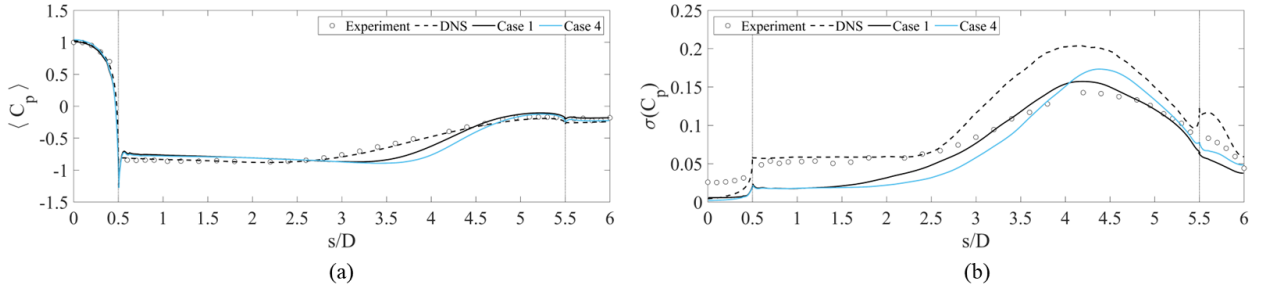 Experiment DNS Case 1 Case 4
⟨ C_p ⟩
1.5
1
0.5
0
-0.5
-1
-1.5
0 0.5 1 1.5 2 2.5 3 3.5 4 4.5 5 5.5 6
s/D
(a)
Experiment DNS Case 1 Case 4
σ(C_p)
0.25
0.2
0.15
0.1
0.05
0
0 0.5 1 1.5 2 2.5 3 3.5 4 4.5 5 5.5 6
s/D
(b)